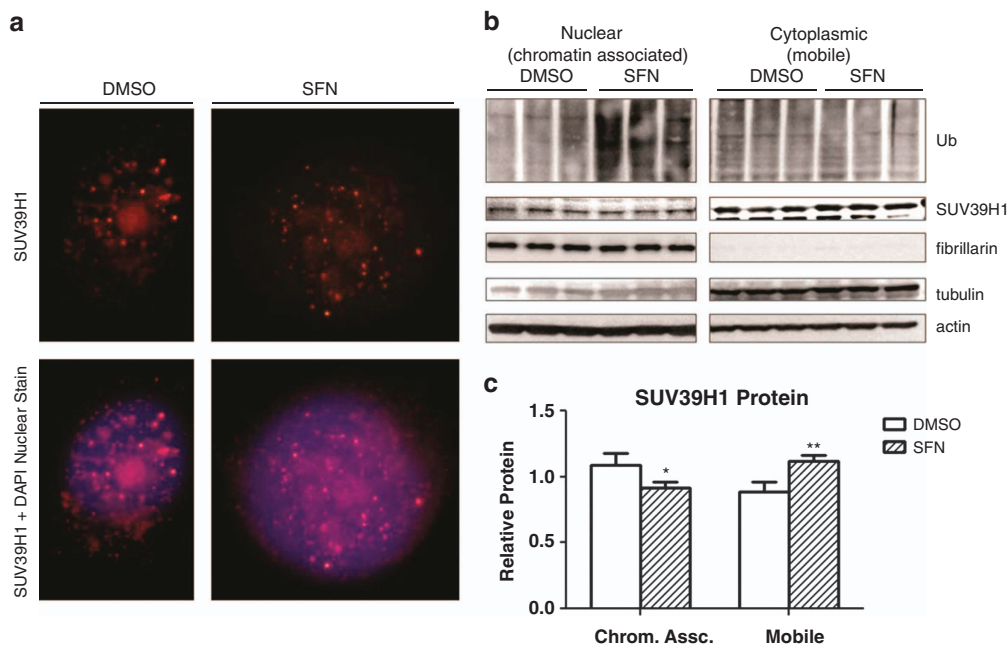 a
DMSO
SFN
SUV39H1
SUV39H1 + DAPI Nuclear Stain
b
Nuclear
(chromatin associated)
Cytoplasmic
(mobile)
DMSO
SFN
DMSO
SFN
Ub
SUV39H1
fibrillarin
tubulin
actin
c
SUV39H1 Protein
Relative Protein
1.5
1.0
0.5
0.0
*
**
DMSO
SFN
Chrom. Assc.
Mobile